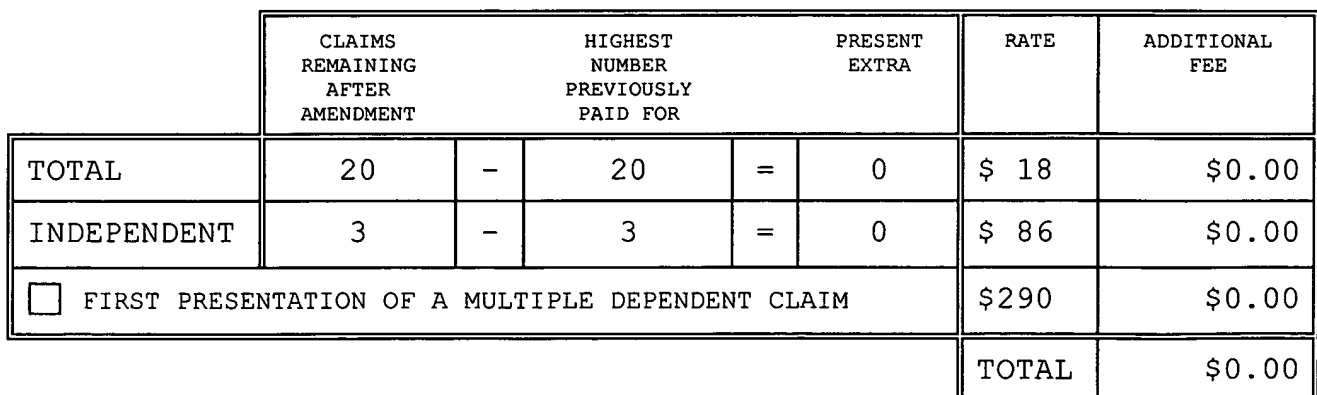 CLAIMS REMAINING AFTER AMENDMENT HIGHEST NUMBER PREVIOUSLY PAID FOR PRESENT EXTRA RATE ADDITIONAL FEE
TOTAL 20 – 20 = 0 $ 18 $0.00
INDEPENDENT 3 – 3 = 0 $ 86 $0.00
FIRST PRESENTATION OF A MULTIPLE DEPENDENT CLAIM $290 $0.00
TOTAL $0.00